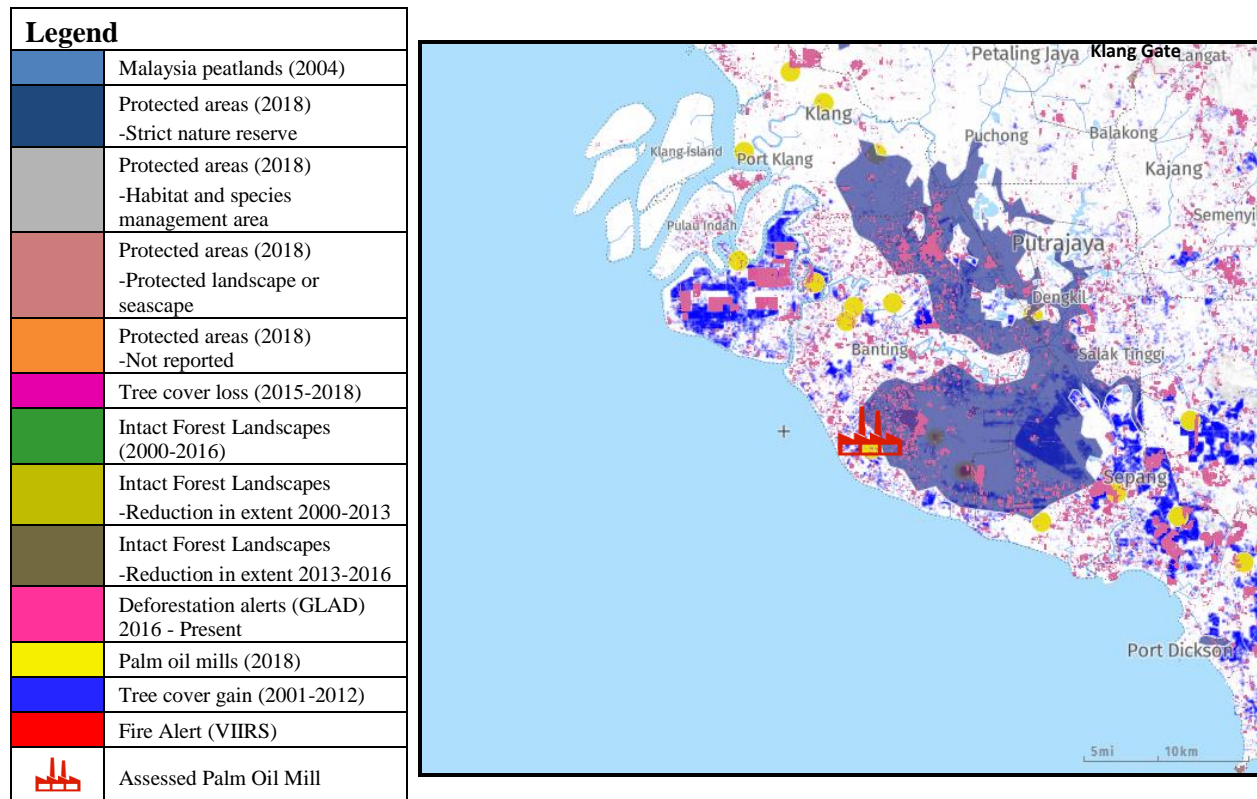 Legend
Malaysia peatlands (2004)
Protected areas (2018)
-Strict nature reserve
Protected areas (2018)
-Habitat and species
management area
Protected areas (2018)
-Protected landscape or
seascape
Protected areas (2018)
-Not reported
Tree cover loss (2015-2018)
Intact Forest Landscapes
(2000-2016)
Intact Forest Landscapes
-Reduction in extent 2000-2013
Intact Forest Landscapes
-Reduction in extent 2013-2016
Deforestation alerts (GLAD)
2016 - Present
Palm oil mills (2018)
Tree cover gain (2001-2012)
Fire Alert (VIIRS)
Assessed Palm Oil Mill
Petaling Jaya
Klang Gate
Langat
Klang
Puchong
Balakong
Klang Island
Port Klang
Kajang
Pulau Indah
Semenyi
Putrajaya
Dengkil
Banting
Salak Tinggi
Sepang
Port Dickson
5mi
10km